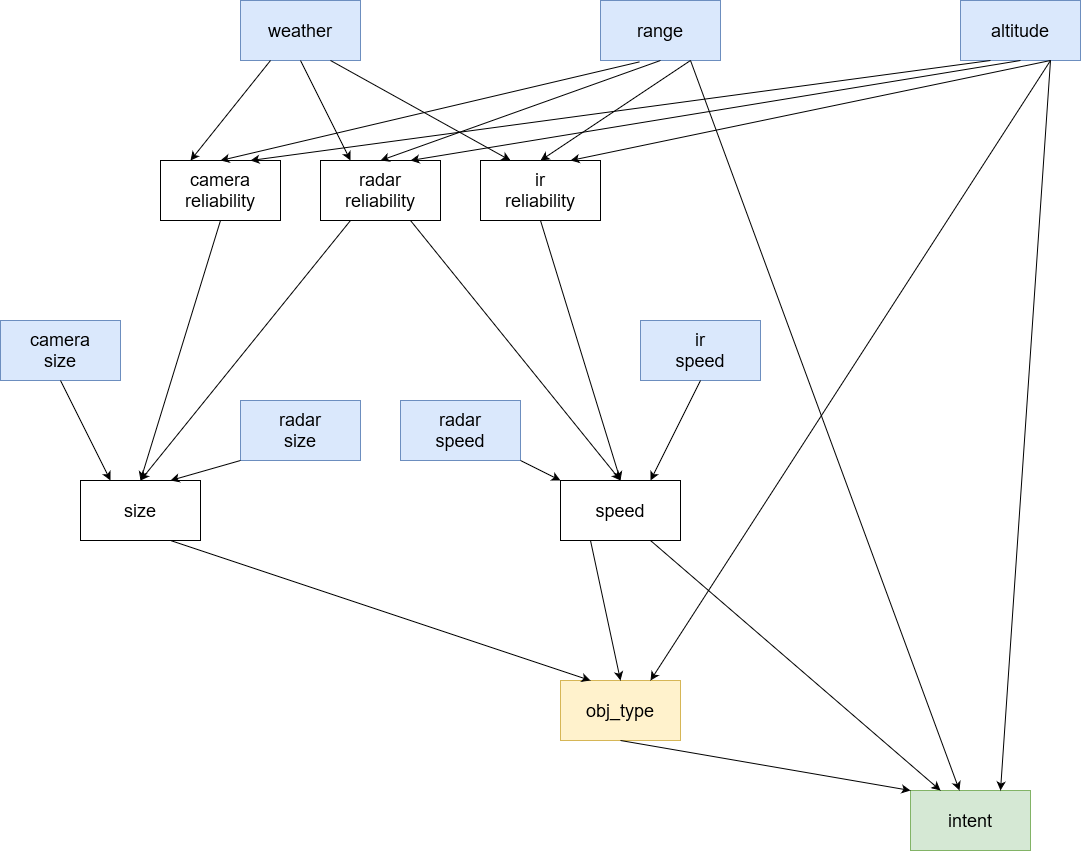 weather
range
altitude
camera
reliability
radar
reliability
ir
reliability
camera
size
ir
speed
radar
size
radar
speed
size
speed
obj_type
intent